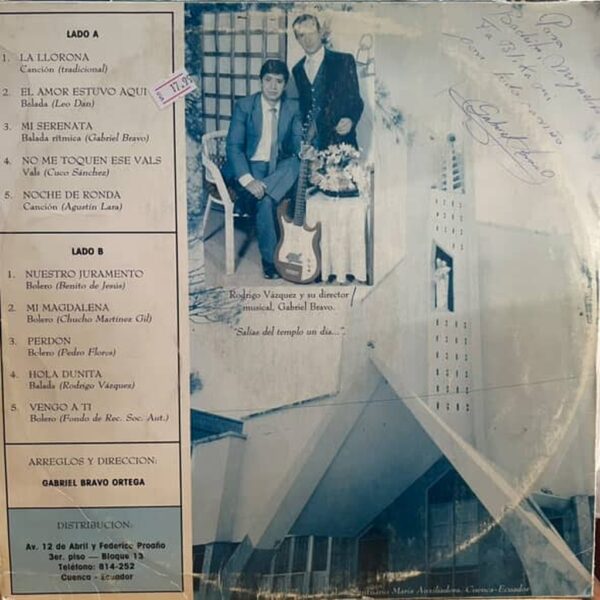 LADO A
1. LA LLORONA
Canción (tradicional)
2. EL AMOR ESTUVO AQUI
Balada (Leo Dan)
3. MI SERENATA
Balada rítmica (Gabriel Bravo)
4. NO ME TOQUEN ESE VALS
Vals (Cuco Sánchez)
5. NOCHE DE RONDA
Canción (Agustín Lara)
LADO B
1. NUESTRO JURAMENTO
Bolero (Benito de Jesús)
2. MI MAGDALENA
Bolero (Chucho Martínez Gil)
3. PERDON
Bolero (Pedro Flores)
4. HOLA DUNITA
Balada (Rodrigo Vázquez)
5. VENGO A TI
Bolero (Fondo de Rec. Soc. Aut.)
ARREGLOS Y DIRECCION:
GABRIEL BRAVO ORTEGA
DISTRIBUCION:
Av. 12 de Abril y Federico Proaño
3er. piso — Bloque 13
Teléfono: 814-252
Cuenca - Ecuador
Para
Con todo cariño
Gabriel
Rodrigo Vázquez y su director
musical, Gabriel Bravo.
"Salías del templo un día...".
Santuario María Auxiliadora, Cuenca-Ecuador